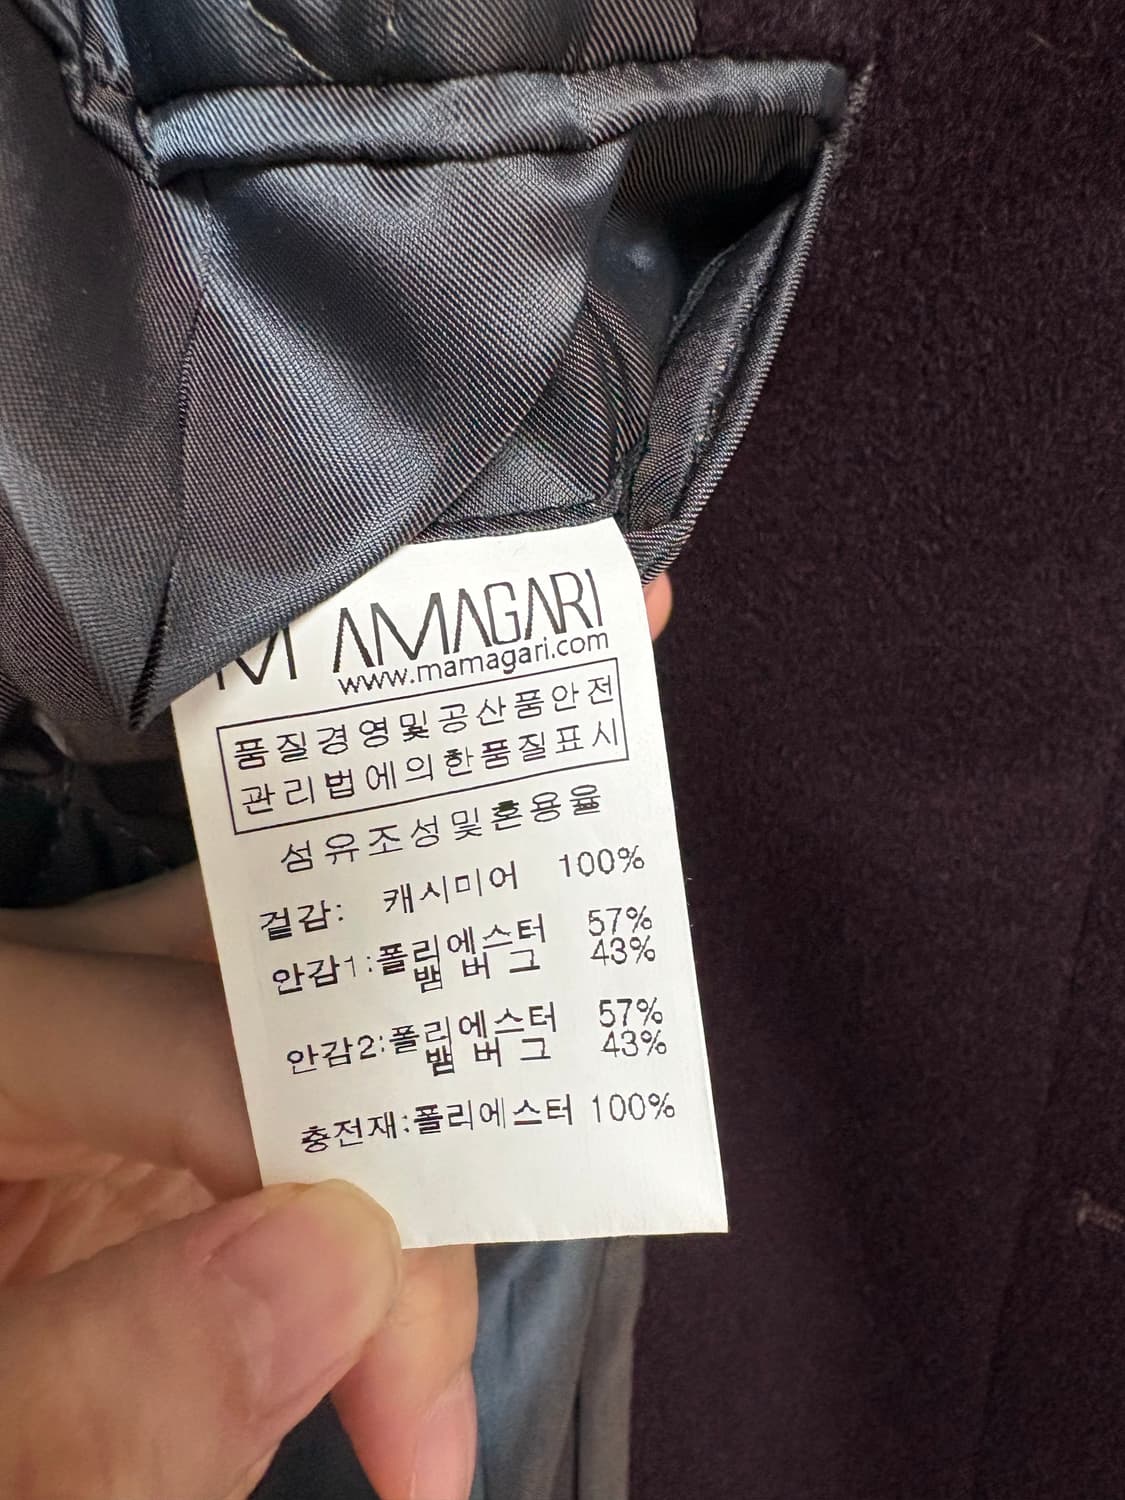 MAMAGARI
www.mamagari.com
품질경영및공산품안전
관리법에의한품질표시
섬유조성및혼용율
겉감: 캐시미어 100%
안감1:폴리에스터 57%
뱀 버 그 43%
안감2:폴리에스터 57%
뱀 버 그 43%
충전재:폴리에스터 100%